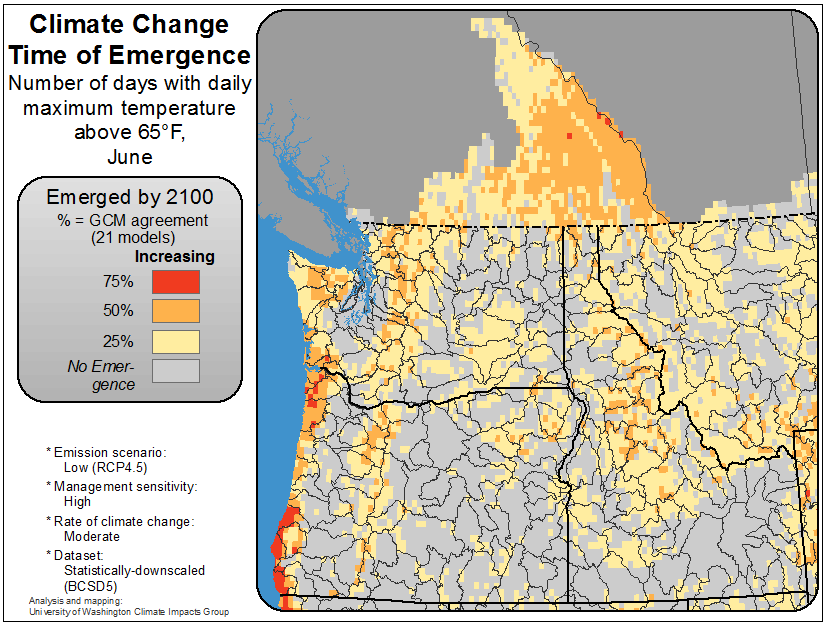 Climate Change
Time of Emergence
Number of days with daily
maximum temperature
above 65°F,
June
Emerged by 2100
% = GCM agreement
(21 models)
Increasing
75%
50%
25%
No Emer-
gence
* Emission scenario:
Low (RCP4.5)
* Management sensitivity:
High
* Rate of climate change:
Moderate
* Dataset:
Statistically-downscaled
(BCSD5)
Analysis and mapping:
University of Washington Climate Impacts Group